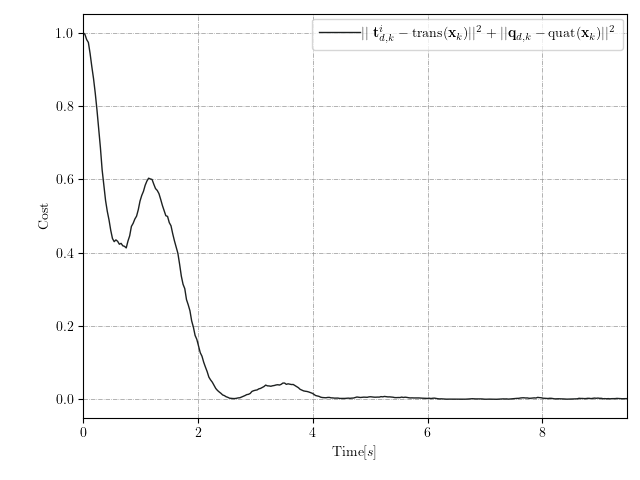 || t^i_{d,k} − trans(x_k)||² + ||q_{d,k} − quat(x_k)||²
1.0
0.8
0.6
0.4
0.2
0.0
Cost
0 2 4 6 8
Time[s]